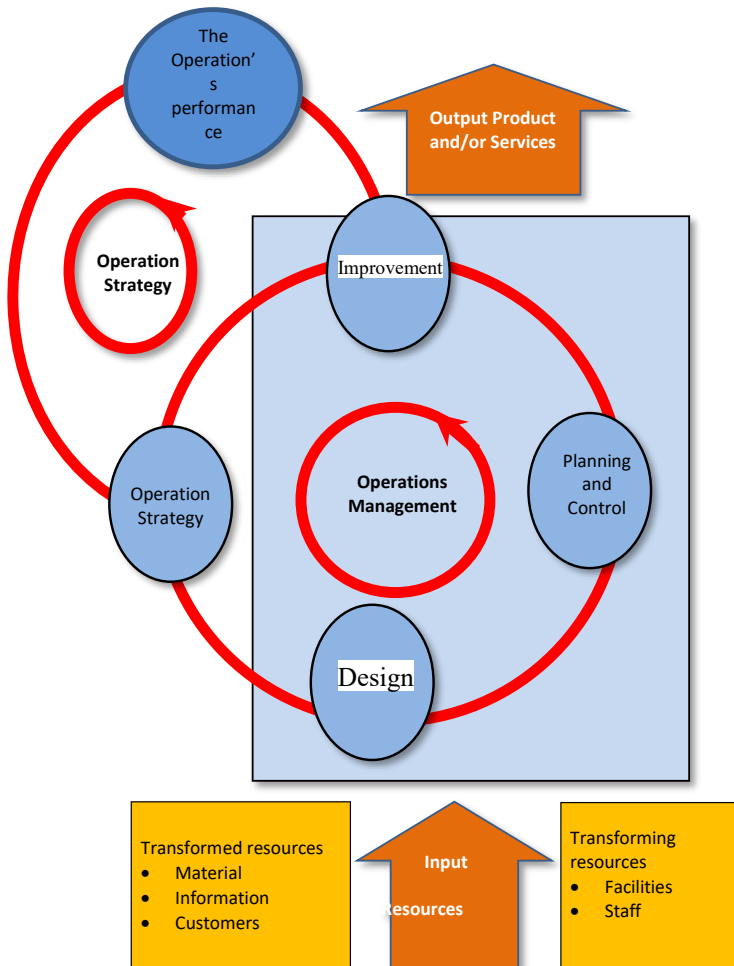 The
Operation’
s
performan
ce
Output Product
and/or Services
Operation
Strategy
Improvement
Operation
Strategy
Operations
Management
Planning
and
Control
Design
Transformed resources
• Material
• Information
• Customers
Input
Resources
Transforming
resources
• Facilities
• Staff